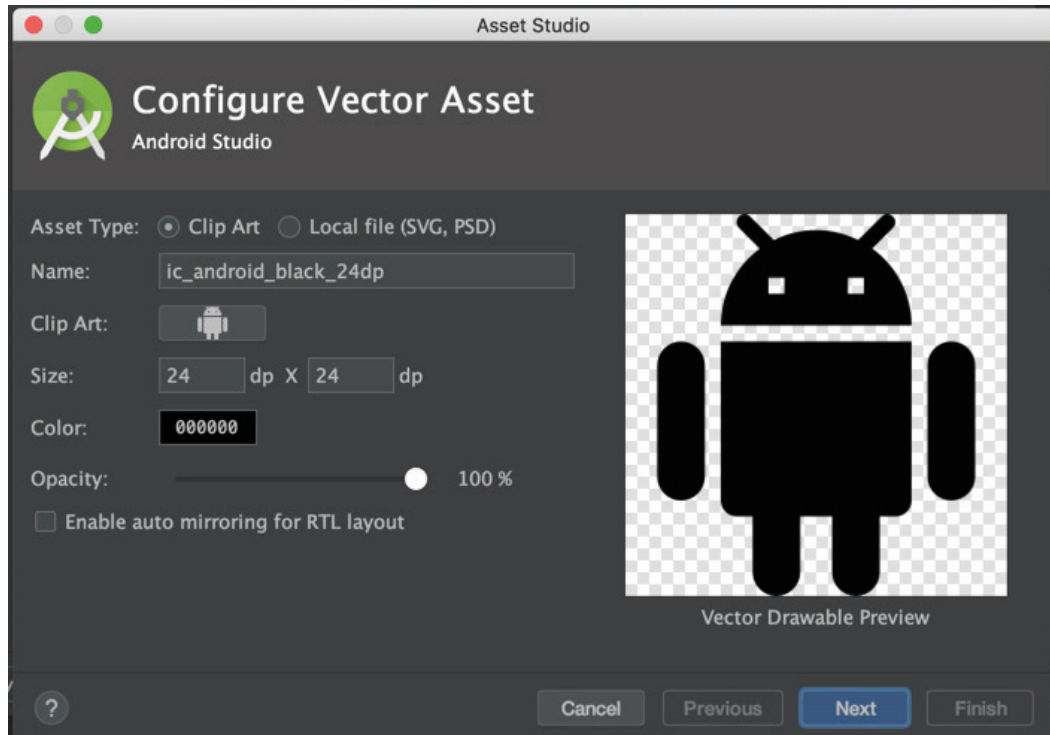 Asset Studio
Configure Vector Asset
Android Studio
Asset Type: Clip Art Local file (SVG, PSD)
Name: ic_android_black_24dp
Clip Art:
Size: 24 dp X 24 dp
Color: 000000
Opacity: 100 %
Enable auto mirroring for RTL layout
Vector Drawable Preview
? Cancel Previous Next Finish